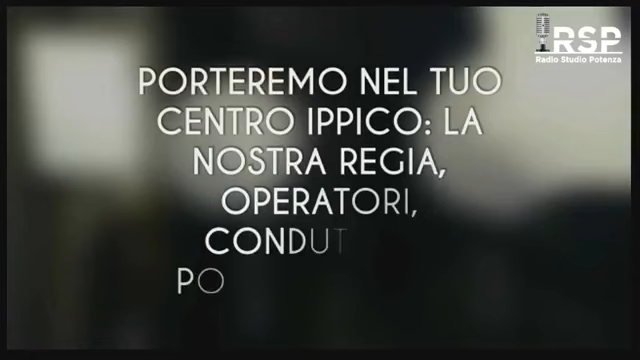 RSP
Radio Studio Potenza
PORTEREMO NEL TUO
CENTRO IPPICO: LA
NOSTRA REGIA,
OPERATORI,
CONDUT
PO